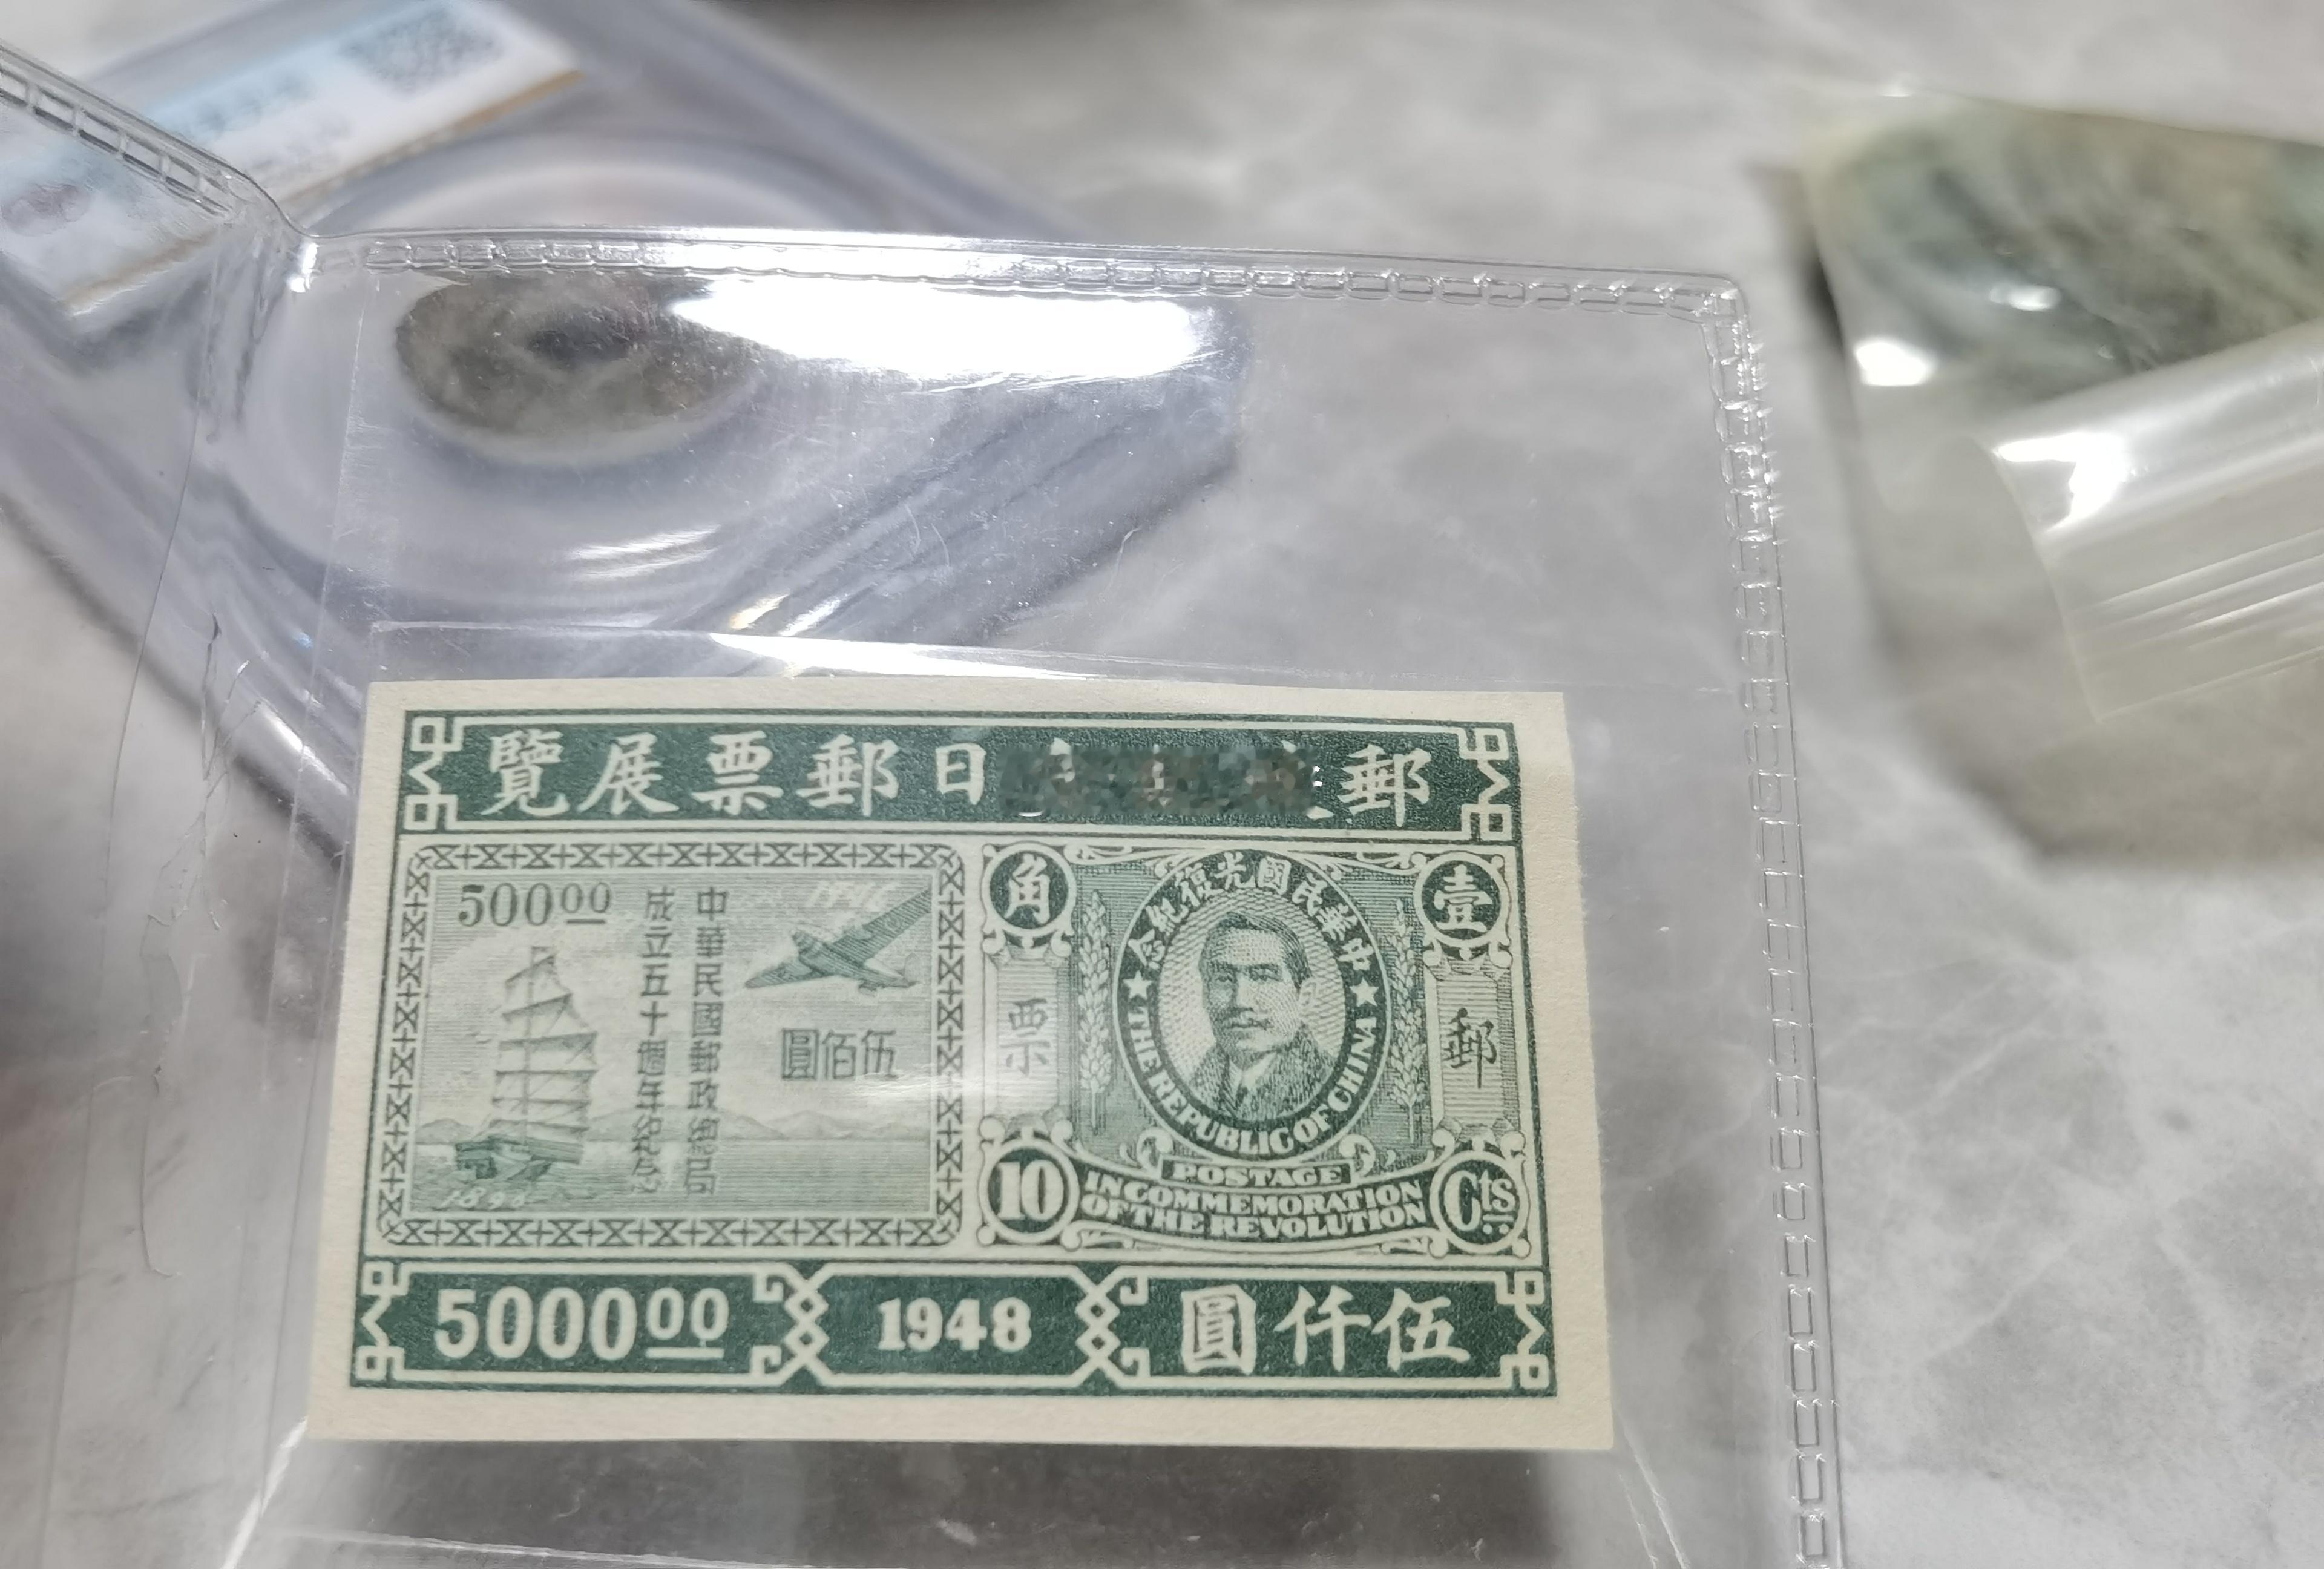 郵 日郵票展覽
500 00
1946
中華民國郵政總局
成立五十週年紀念
伍佰圓
1896
壹角
中華民國光復紀念
郵票
THE REPUBLIC OF CHINA
POSTAGE
10 Cts.
IN COMMEMORATION
OF THE REVOLUTION
5000 00
1948
伍仟圓